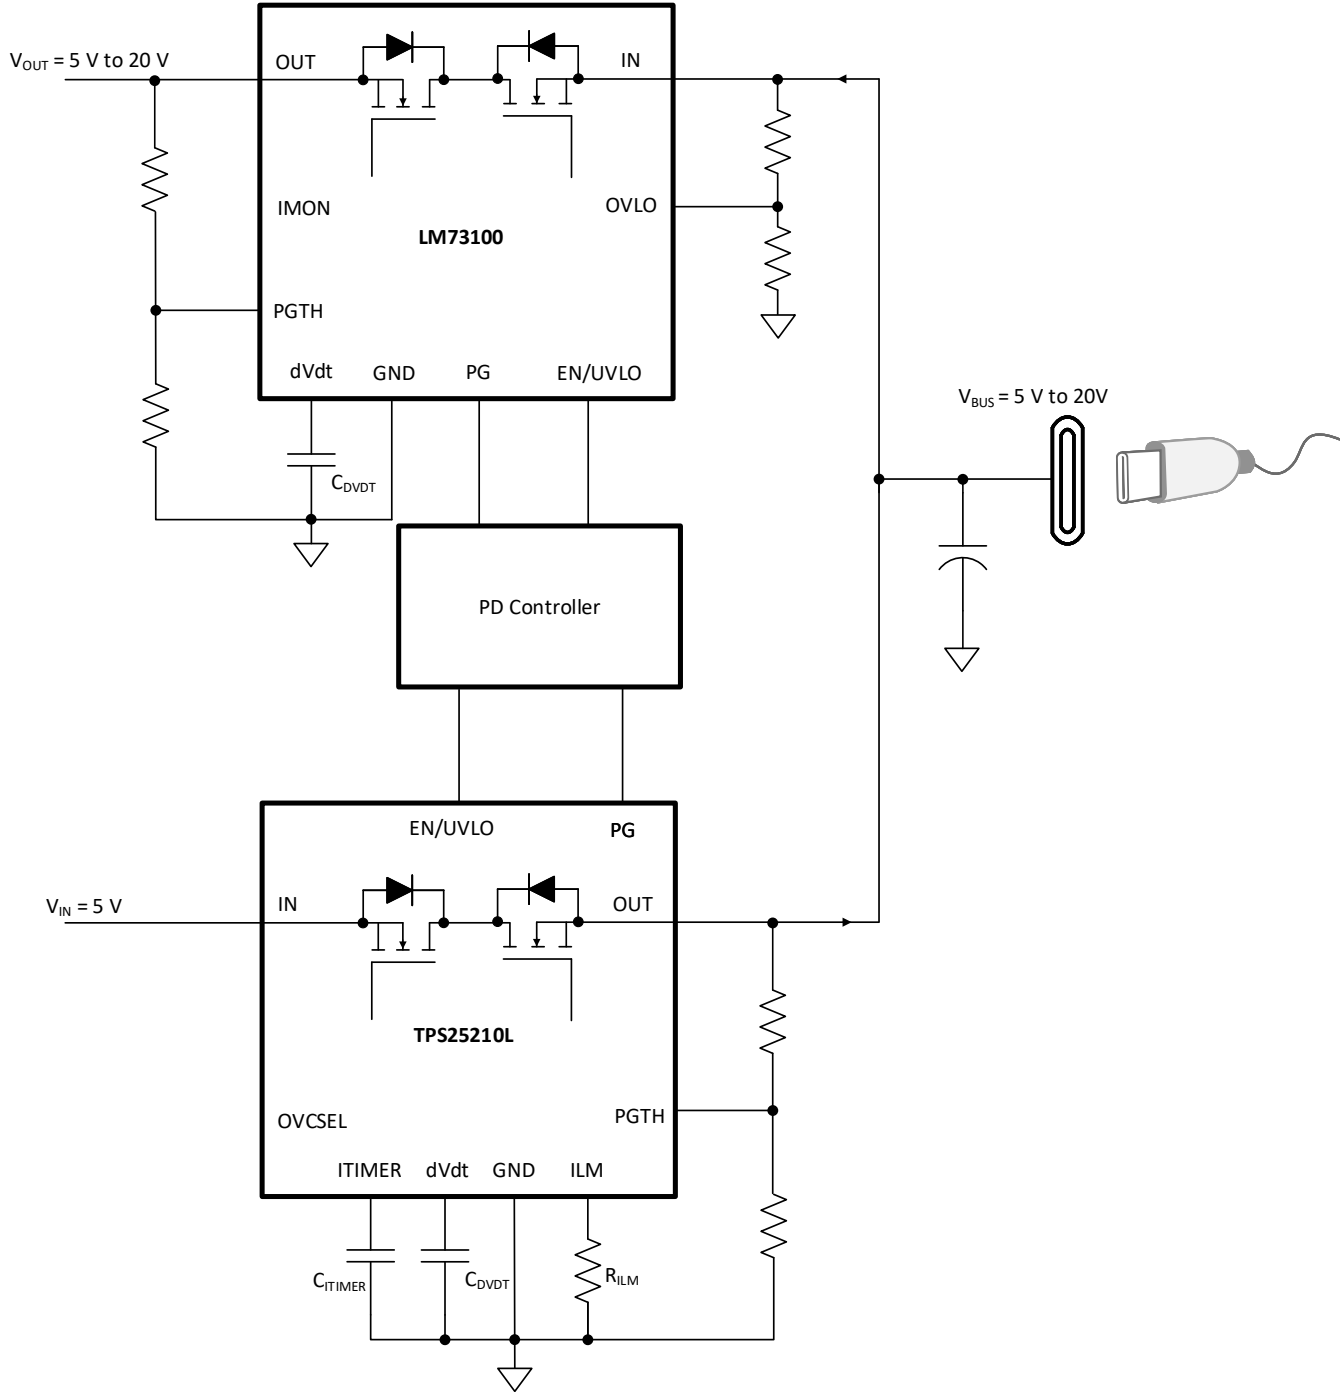 V_OUT = 5 V to 20 V
OUT
IN
IMON
OVLO
LM73100
PGTH
dVdt
GND
PG
EN/UVLO
C_DVDT
V_BUS = 5 V to 20V
PD Controller
EN/UVLO
PG
V_IN = 5 V
IN
OUT
TPS25210L
OVCSEL
PGTH
ITIMER
dVdt
GND
ILM
C_ITIMER
C_DVDT
R_ILM